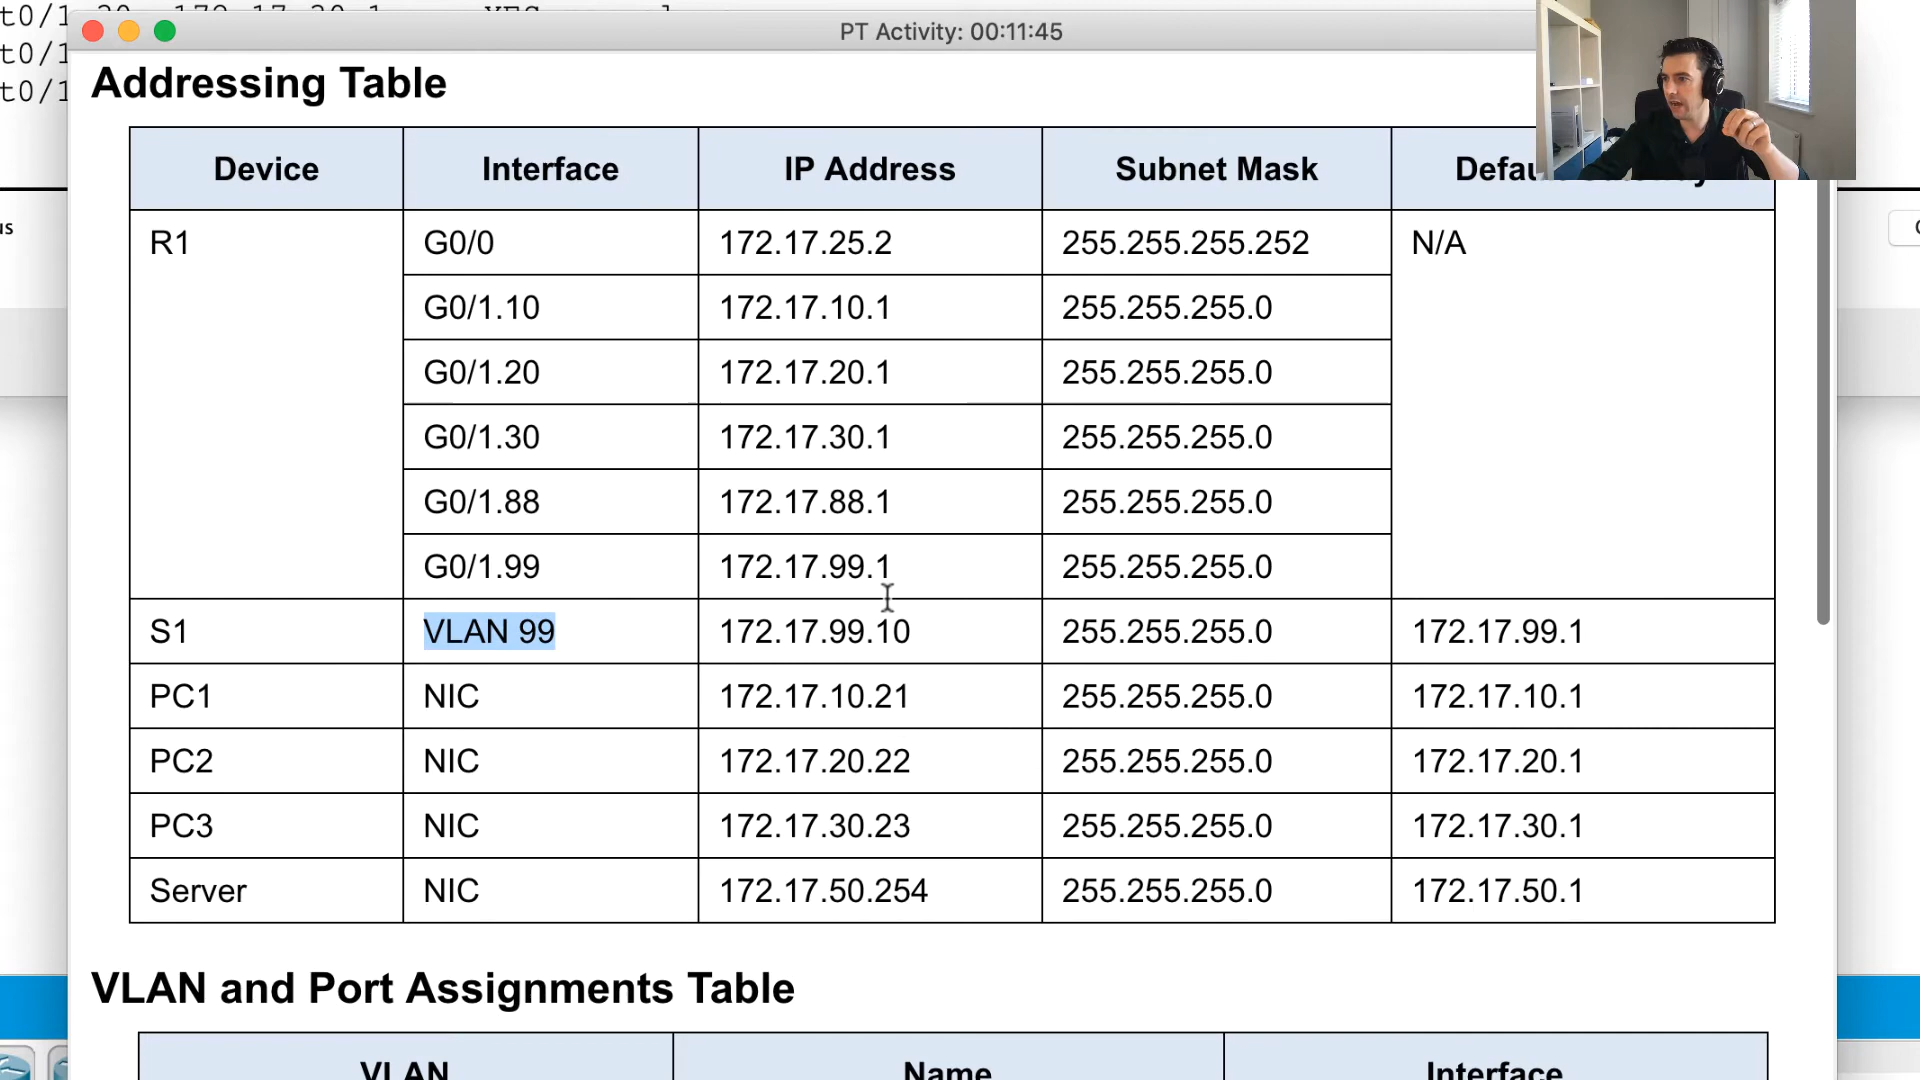 PT Activity: 00:11:45
Addressing Table
Device Interface IP Address Subnet Mask
R1 G0/0 172.17.25.2 255.255.255.252 N/A
G0/1.10 172.17.10.1 255.255.255.0
G0/1.20 172.17.20.1 255.255.255.0
G0/1.30 172.17.30.1 255.255.255.0
G0/1.88 172.17.88.1 255.255.255.0
G0/1.99 172.17.99.1 255.255.255.0
S1 VLAN 99 172.17.99.10 255.255.255.0 172.17.99.1
PC1 NIC 172.17.10.21 255.255.255.0 172.17.10.1
PC2 NIC 172.17.20.22 255.255.255.0 172.17.20.1
PC3 NIC 172.17.30.23 255.255.255.0 172.17.30.1
Server NIC 172.17.50.254 255.255.255.0 172.17.50.1
VLAN and Port Assignments Table
VLAN Name Interface